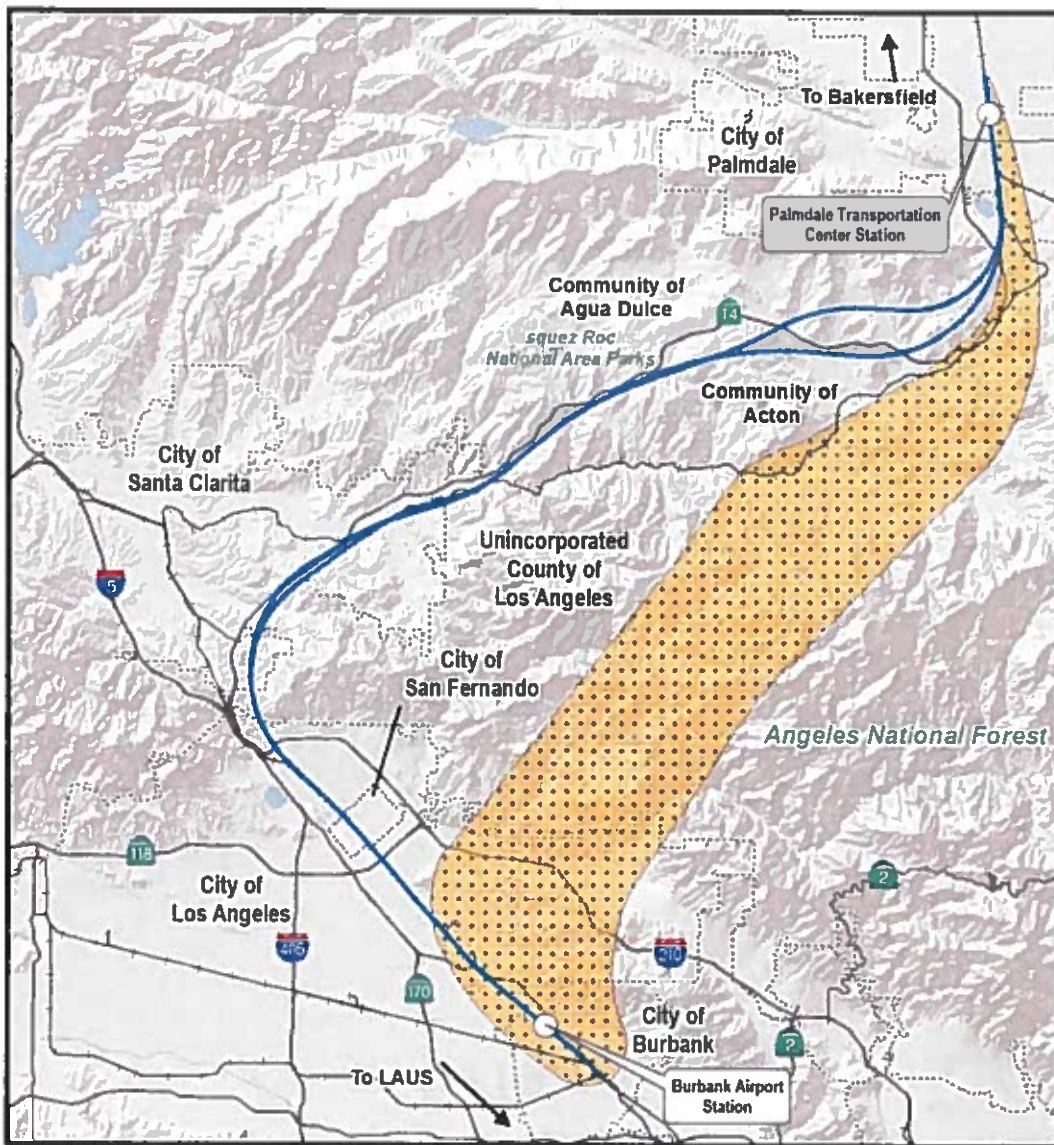 To Bakersfield
City of
Palmdale
Palmdale Transportation
Center Station
Community of
Agua Dulce
14
squez Roc
National Area Parks
Community of
Acton
City of
Santa Clarita
Unincorporated
County of
Los Angeles
5
City of
San Fernando
Angeles National Forest
118
2
City of
Los Angeles
405
210
170
City of
Burbank
2
To LAUS
Burbank Airport
Station